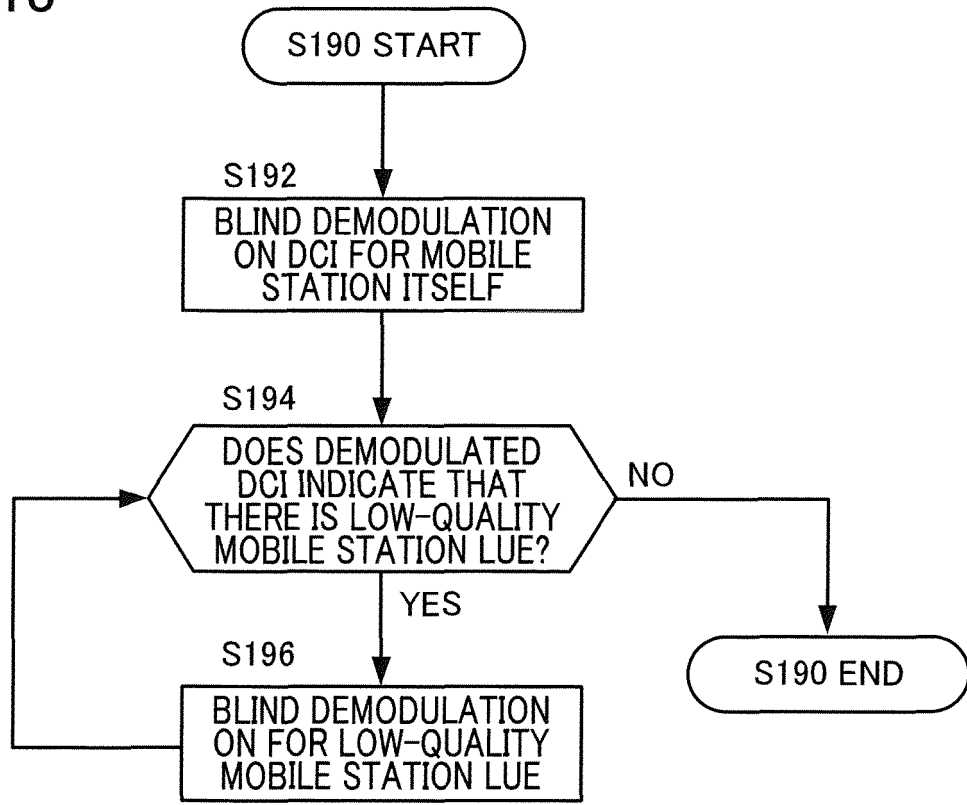 S190 START
S192
BLIND DEMODULATION
ON DCI FOR MOBILE
STATION ITSELF
S194
DOES DEMODULATED
DCI INDICATE THAT
THERE IS LOW-QUALITY
MOBILE STATION LUE?
NO
YES
S196
BLIND DEMODULATION
ON FOR LOW-QUALITY
MOBILE STATION LUE
S190 END